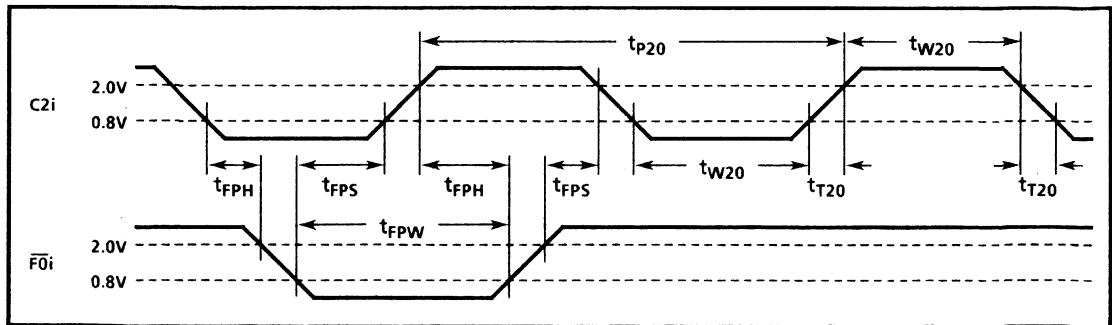 tP20 tW20
2.0V
C2i
0.8V
tFPH tFPS tFPH tFPS tW20 tT20 tT20
tFPW
2.0V
F0i
0.8V